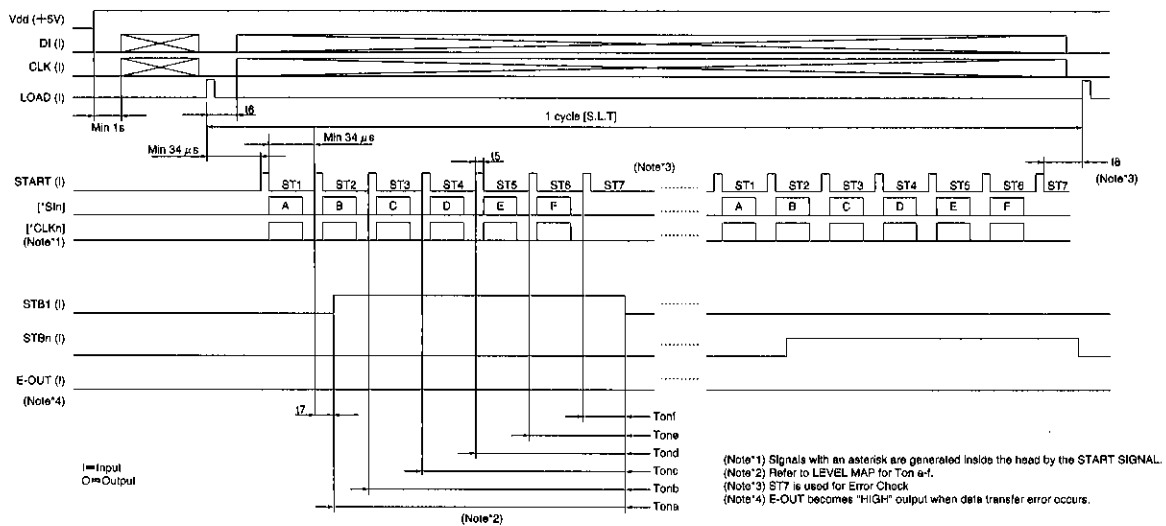 Vdd (+5V)
DI (I)
CLK (I)
LOAD (I)
t6
1 cycle [S.L.T]
Min 1s
Min 34 μs
Min 34 μs
t5
(Note*3)
t8
(Note*3)
START (I)
ST1 ST2 ST3 ST4 ST5 ST6 ST7 ........ ST1 ST2 ST3 ST4 ST5 ST6 ST7
[*SIn]
A B C D E F ........ A B C D E F
[*CLKn]
(Note*1)
STB1 (I)
STBn (I)
E-OUT (I)
(Note*4)
t7
Tonf
Tone
Tond
Tonc
Tonb
Tona
(Note*2)
I=Input
O=Output
(Note*1) Signals with an asterisk are generated inside the head by the START SIGNAL.
(Note*2) Refer to LEVEL MAP for Ton a-f.
(Note*3) ST7 is used for Error Check
(Note*4) E-OUT becomes "HIGH" output when data transfer error occurs.